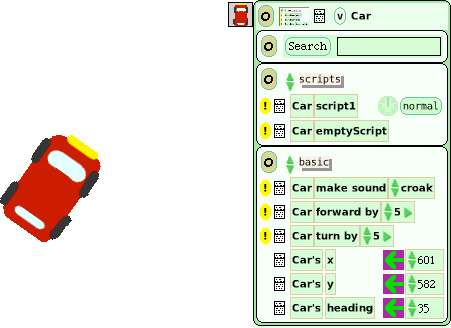 v Car
Search
scripts
! Car script1 normal
! Car emptyScript
basic
! Car make sound croak
! Car forward by 5
! Car turn by 5
Car's x 601
Car's y 582
Car's heading 35